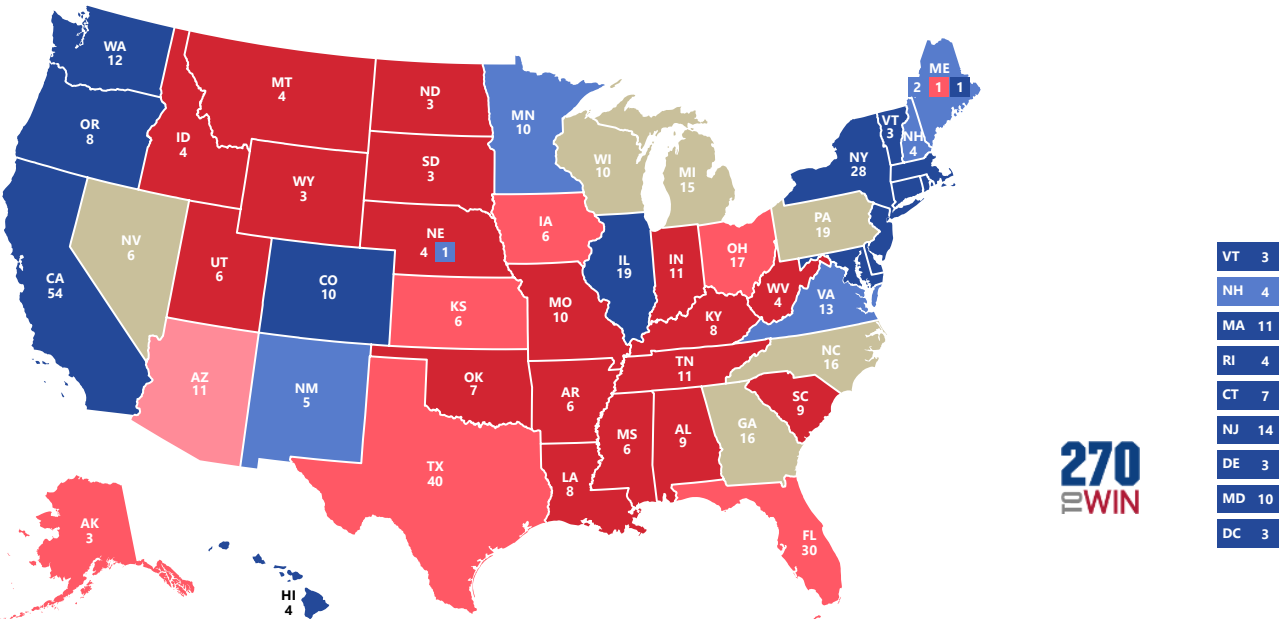 WA
12
OR
8
CA
54
NV
6
ID
4
MT
4
WY
3
UT
6
AZ
11
CO
10
NM
5
ND
3
SD
3
NE
4 1
KS
6
OK
7
TX
40
MN
10
IA
6
MO
10
AR
6
LA
8
WI
10
IL
19
MI
15
IN
11
OH
17
KY
8
TN
11
MS
6
AL
9
GA
16
FL
30
SC
9
NC
16
VA
13
WV
4
PA
19
NY
28
VT
3
NH
4
ME
2 1 1
AK
3
HI
4
VT 3
NH 4
MA 11
RI 4
CT 7
NJ 14
DE 3
MD 10
DC 3
270
TO WIN